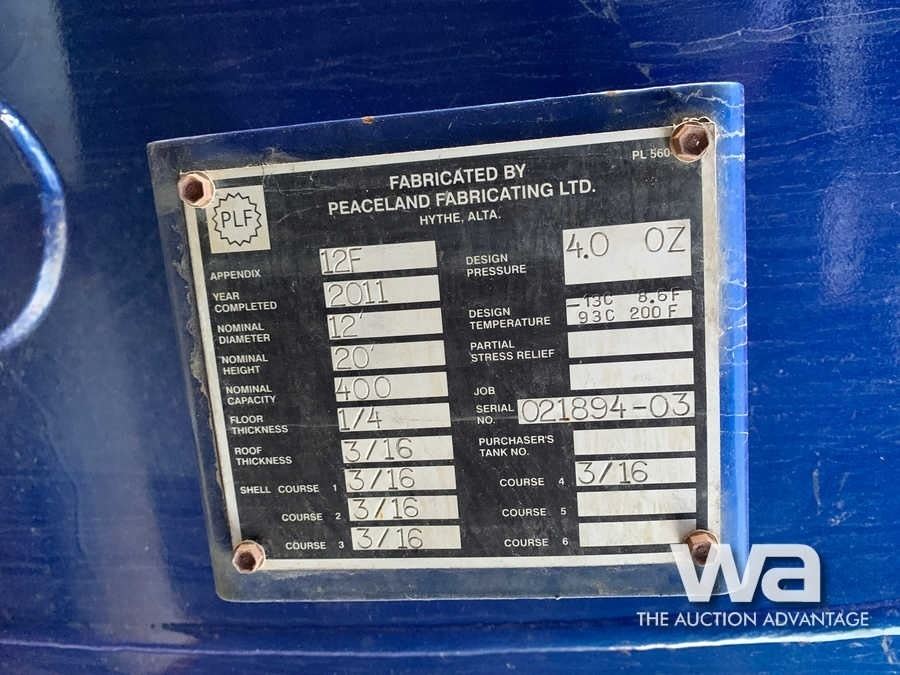 PL 560
FABRICATED BY
PEACELAND FABRICATING LTD.
HYTHE, ALTA.
PLF
APPENDIX 12F
YEAR
COMPLETED 2011
NOMINAL
DIAMETER 12'
NOMINAL
HEIGHT 20'
NOMINAL
CAPACITY 400
FLOOR
THICKNESS 1/4
ROOF
THICKNESS 3/16
SHELL COURSE 1 3/16
COURSE 2 3/16
COURSE 3 3/16
DESIGN
PRESSURE 4.0 OZ
DESIGN
TEMPERATURE -13C 8.6F
93C 200F
PARTIAL
STRESS RELIEF
JOB
SERIAL
NO. 021894-03
PURCHASER'S
TANK NO.
COURSE 4 3/16
COURSE 5
COURSE 6
wa
THE AUCTION ADVANTAGE